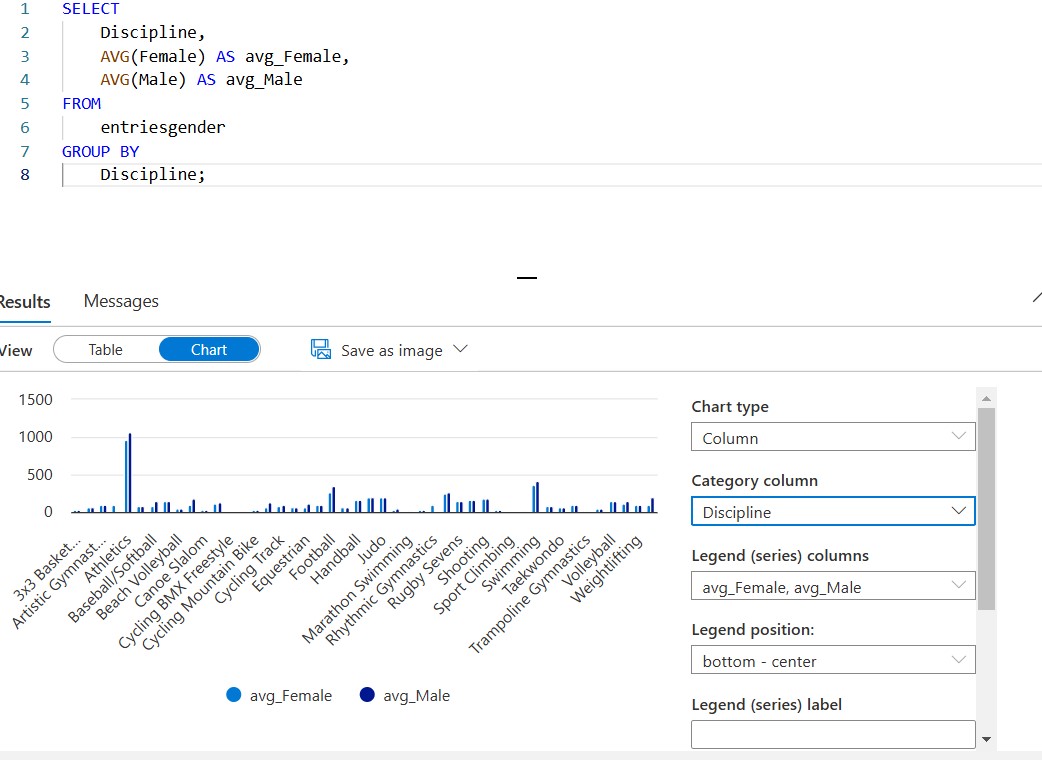 1 SELECT
2 Discipline,
3 AVG(Female) AS avg_Female,
4 AVG(Male) AS avg_Male
5 FROM
6 entriesgender
7 GROUP BY
8 Discipline;
Results Messages
View Table Chart Save as image
1500
1000
500
0
3x3 Basket...
Artistic Gymnast...
Athletics
Baseball/Softball
Beach Volleyball
Canoe Slalom
Cycling BMX Freestyle
Cycling Mountain Bike
Cycling Track
Equestrian
Football
Handball
Judo
Marathon Swimming
Rhythmic Gymnastics
Rugby Sevens
Shooting
Sport Climbing
Swimming
Taekwondo
Trampoline Gymnastics
Volleyball
Weightlifting
avg_Female avg_Male
Chart type
Column
Category column
Discipline
Legend (series) columns
avg_Female, avg_Male
Legend position:
bottom - center
Legend (series) label